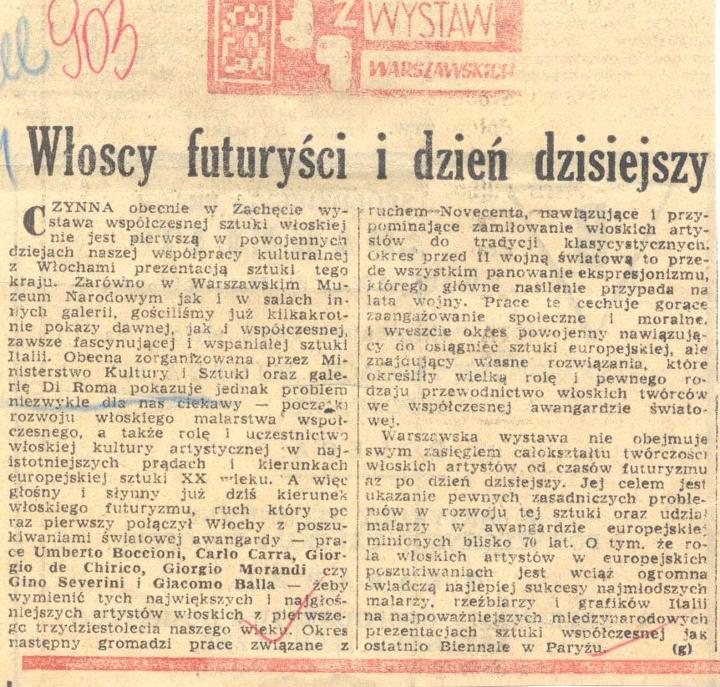 903
Z WYSTAW
WARSZAWSKICH
Włoscy futuryści i dzień dzisiejszy
CZYNNA obecnie w Zachęcie wy-
stawa współczesnej sztuki włoskiej
nie jest pierwszą w powojennych
dziejach naszej współpracy kulturalnej
z Włochami prezentacją sztuki tego
kraju. Zarówno w Warszawskim Mu-
zeum Narodowym jak i w salach in-
nych galerii, gościliśmy już kilkakrot-
nie pokazy dawnej, jak i współczesnej,
zawsze fascynującej i wspaniałej sztuki
Italii. Obecna zorganizowana przez Mi-
nisterstwo Kultury i Sztuki oraz gale-
rię Di Roma pokazuje jednak problem
niezwykle dla nas ciekawy — początki
rozwoju włoskiego malarstwa współ-
czesnego, a także rolę i uczestnictwo
włoskiej kultury artystycznej w naj-
istotniejszych prądach i kierunkach
europejskiej sztuki XX wieku. A więc
głośny i słynny już dziś kierunek
włoskiego futuryzmu, ruch który po
raz pierwszy połączył Włochy z poszu-
kiwaniami światowej awangardy — pra-
ce Umberto Boccioni, Carlo Carra, Gior-
gio de Chirico, Giorgio Morandi czy
Gino Severini i Giacomo Balla — żeby
wymienić tych największych i najgłoś-
niejszych artystów włoskich z pierwsze-
go trzydziestolecia naszego wieku. Okres
następny gromadzi prace związane z
ruchem Novecenta, nawiązujące i przy-
pominające zamiłowanie włoskich arty-
stów do tradycji klasycystycznych.
Okres przed II wojną światową to prze-
de wszystkim panowanie ekspresjonizmu,
którego główne nasilenie przypada na
lata wojny. Prace te cechuje gorące
zaangażowanie społeczne i moralne.
I wreszcie okres powojenny nawiązują-
cy do osiągnięć sztuki europejskiej, ale
znajdujący własne rozwiązania, które
określiły wielką rolę i pewnego ro-
dzaju przewodnictwo włoskich twórców
we współczesnej awangardzie świato-
wej.
Warszawska wystawa nie obejmuje
swym zasięgiem całokształtu twórczości
włoskich artystów od czasów futuryzmu
aż po dzień dzisiejszy. Jej celem jest
ukazanie pewnych zasadniczych proble-
mów w rozwoju tej sztuki oraz udział
malarzy w awangardzie europejskiej
minionych blisko 70 lat. O tym, że ro-
la włoskich artystów w europejskich
poszukiwaniach jest wciąż ogromna
świadczą najlepiej sukcesy najmłodszych
malarzy, rzeźbiarzy i grafików Italii
na najpoważniejszych międzynarodowych
prezentacjach sztuki współczesnej jak
ostatnio Biennale w Paryżu. (g)